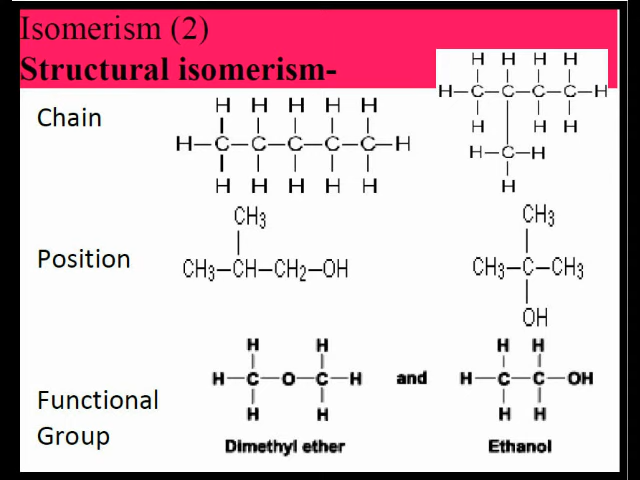 Isomerism (2)
Structural isomerism-
H H H H
H–C–C–C–C–H
H H H
H–C–H
H
Chain
H H H H H
H–C–C–C–C–C–H
H H H H H
Position
CH3
CH3–CH–CH2–OH
CH3
CH3–C–CH3
OH
Functional
Group
H H
H–C–O–C–H
H H
Dimethyl ether
and
H H
H–C–C–OH
H H
Ethanol